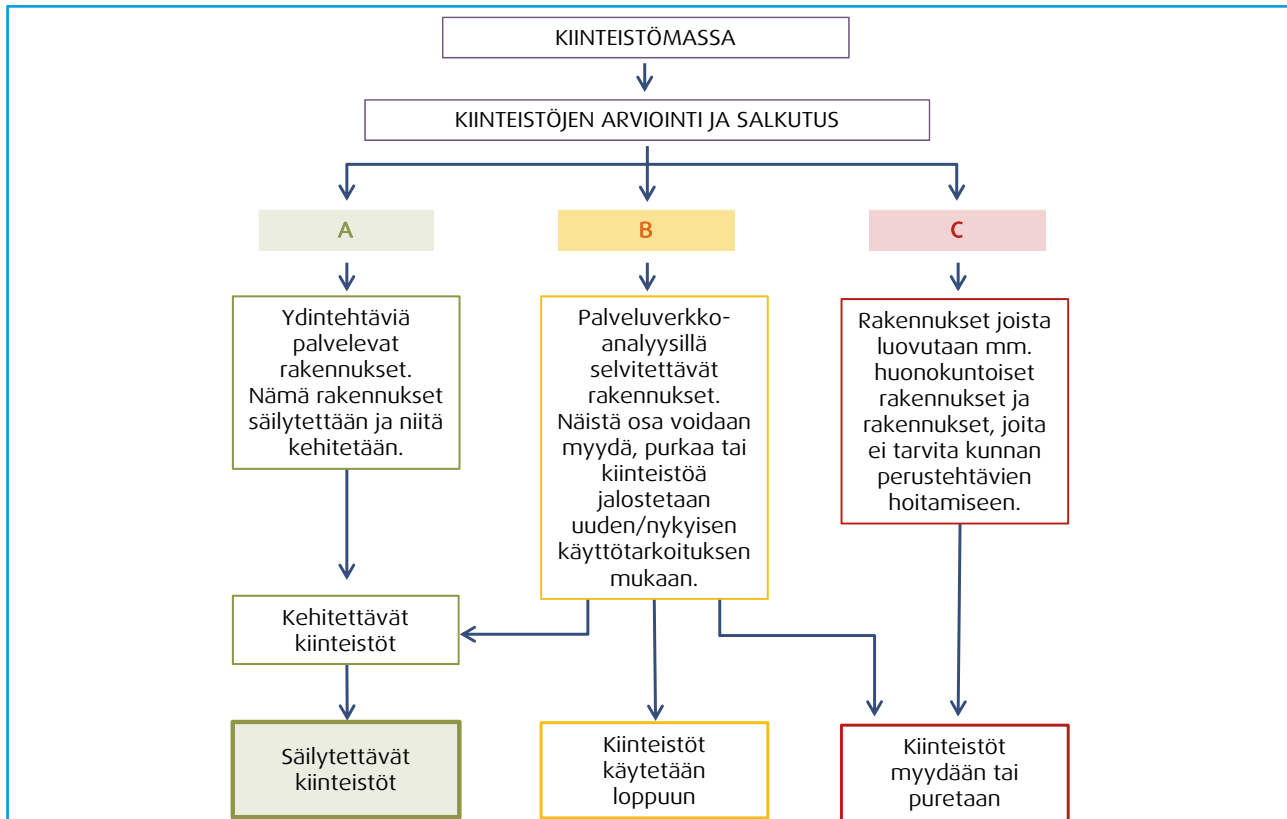 KIINTEISTÖMASSA
KIINTEISTÖJEN ARVIOINTI JA SALKUTUS
A
B
C
Ydintehtäviä
palvelevat
rakennukset.
Nämä rakennukset
säilytettään ja niitä
kehitetään.
Palveluverkko-
analyysillä
selvitettävät
rakennukset.
Näistä osa voidaan
myydä, purkaa tai
kiinteistöä
jalostetaan
uuden/nykyisen
käyttötarkoituksen
mukaan.
Rakennukset joista
luovutaan mm.
huonokuntoiset
rakennukset ja
rakennukset, joita
ei tarvita kunnan
perustehtävien
hoitamiseen.
Kehitettävät
kiinteistöt
Säilytettävät
kiinteistöt
Kiinteistöt
käytetään
loppuun
Kiinteistöt
myydään tai
puretaan